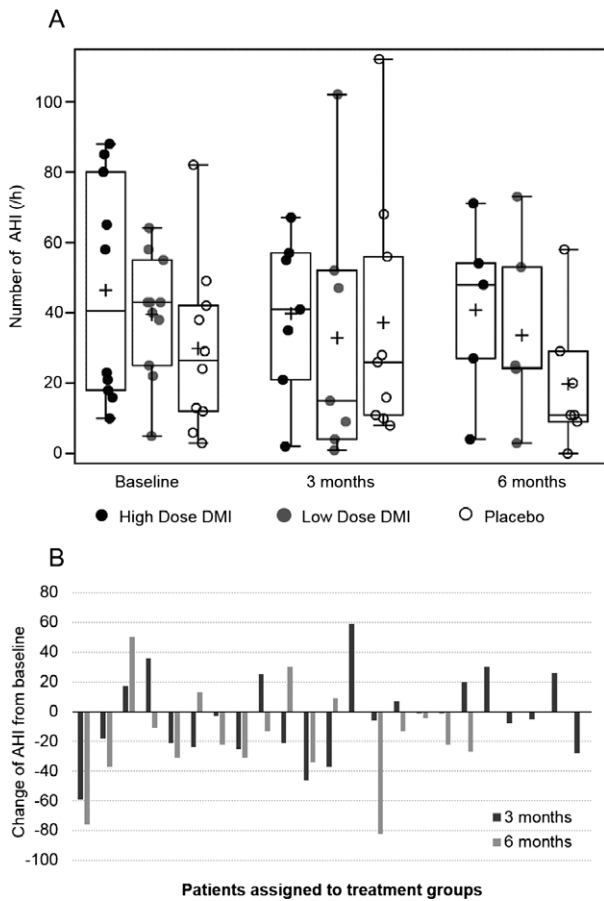 A
Number of AHI (/h)
100
80
60
40
20
0
Baseline 3 months 6 months
High Dose DMI Low Dose DMI Placebo
B
Change of AHI from baseline
80
60
40
20
0
-20
-40
-60
-80
-100
3 months
6 months
Patients assigned to treatment groups